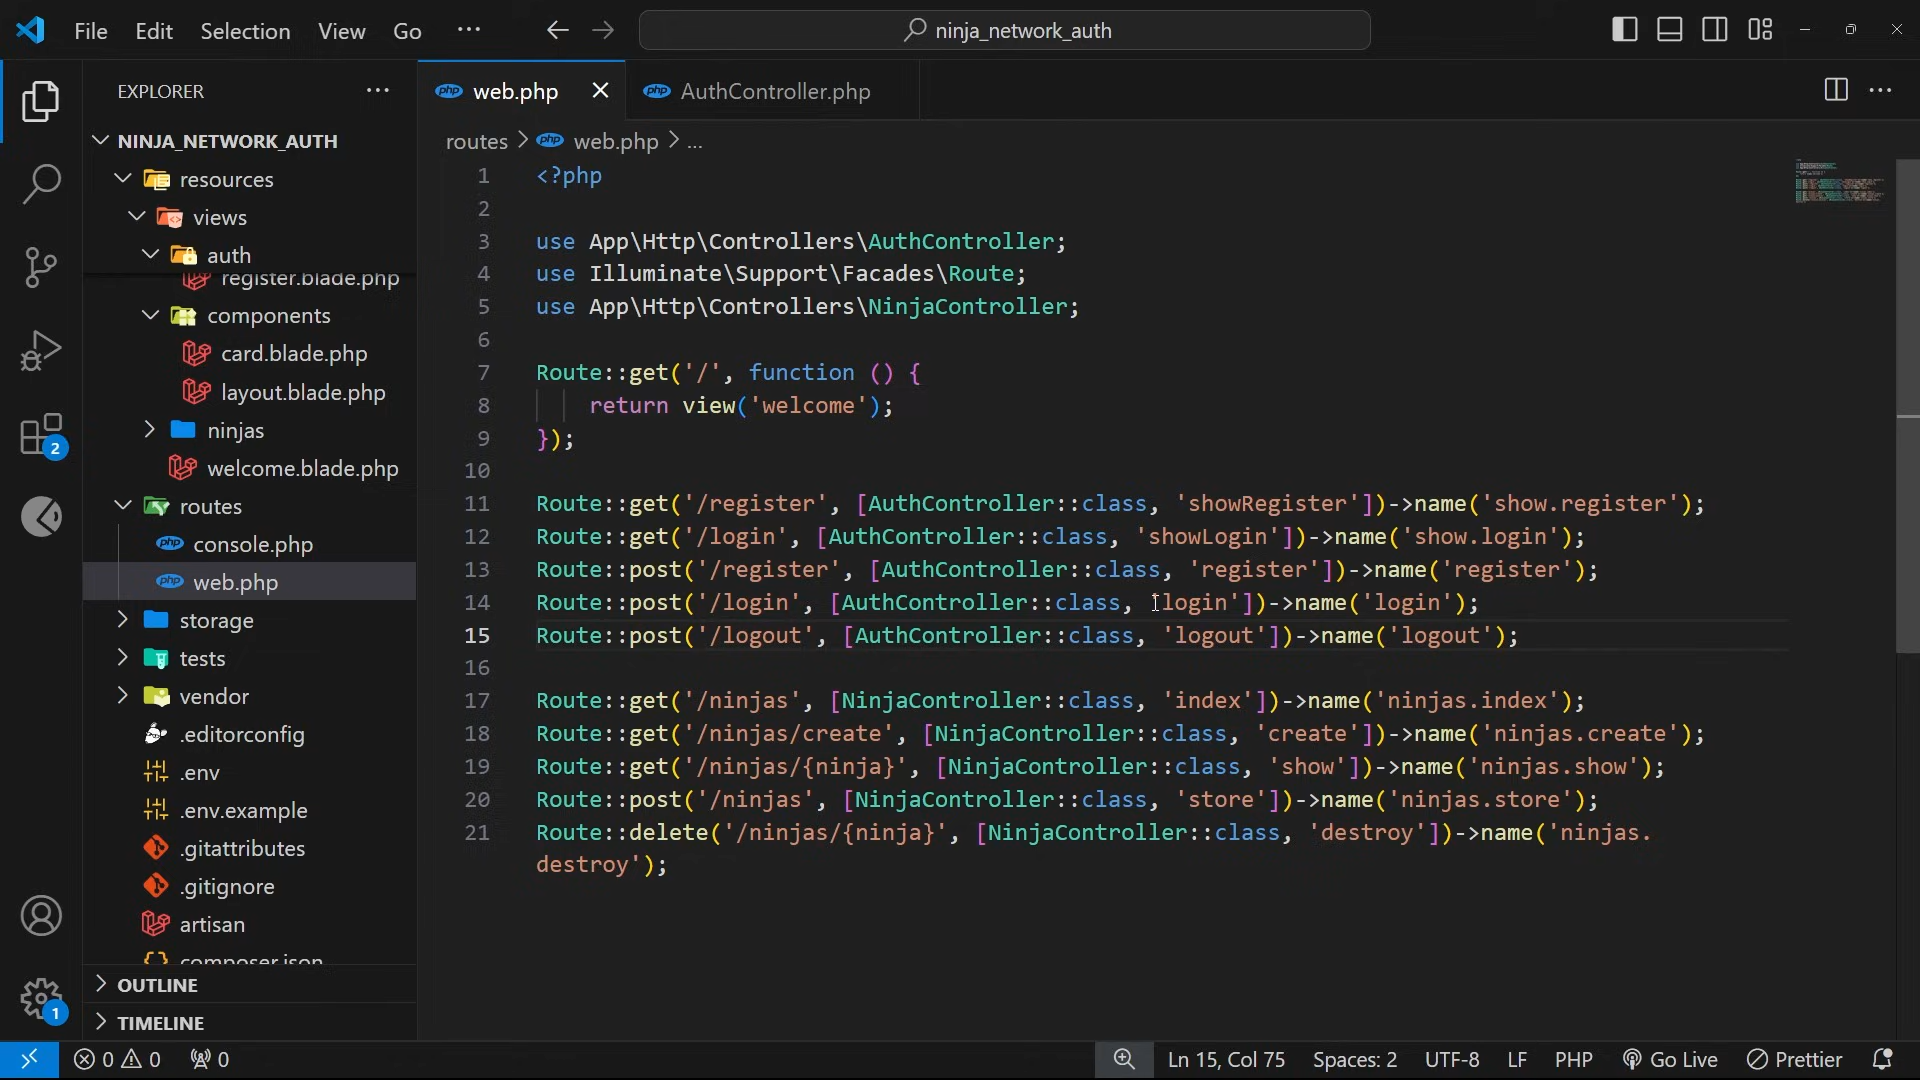 File Edit Selection View Go ··· ninja_network_auth
EXPLORER
web.php
AuthController.php
NINJA_NETWORK_AUTH
resources
views
auth
register.blade.php
components
card.blade.php
layout.blade.php
ninjas
welcome.blade.php
routes
console.php
web.php
storage
tests
vendor
.editorconfig
.env
.env.example
.gitattributes
.gitignore
artisan
composer.json
OUTLINE
TIMELINE
2
1
routes > web.php > ...
1 <?php
2
3 use App\Http\Controllers\AuthController;
4 use Illuminate\Support\Facades\Route;
5 use App\Http\Controllers\NinjaController;
6
7 Route::get('/', function () {
8 return view('welcome');
9 });
10
11 Route::get('/register', [AuthController::class, 'showRegister'])->name('show.register');
12 Route::get('/login', [AuthController::class, 'showLogin'])->name('show.login');
13 Route::post('/register', [AuthController::class, 'register'])->name('register');
14 Route::post('/login', [AuthController::class, 'login'])->name('login');
15 Route::post('/logout', [AuthController::class, 'logout'])->name('logout');
16
17 Route::get('/ninjas', [NinjaController::class, 'index'])->name('ninjas.index');
18 Route::get('/ninjas/create', [NinjaController::class, 'create'])->name('ninjas.create');
19 Route::get('/ninjas/{ninja}', [NinjaController::class, 'show'])->name('ninjas.show');
20 Route::post('/ninjas', [NinjaController::class, 'store'])->name('ninjas.store');
21 Route::delete('/ninjas/{ninja}', [NinjaController::class, 'destroy'])->name('ninjas.
destroy');
0 0 0 Ln 15, Col 75 Spaces: 2 UTF-8 LF PHP Go Live Prettier